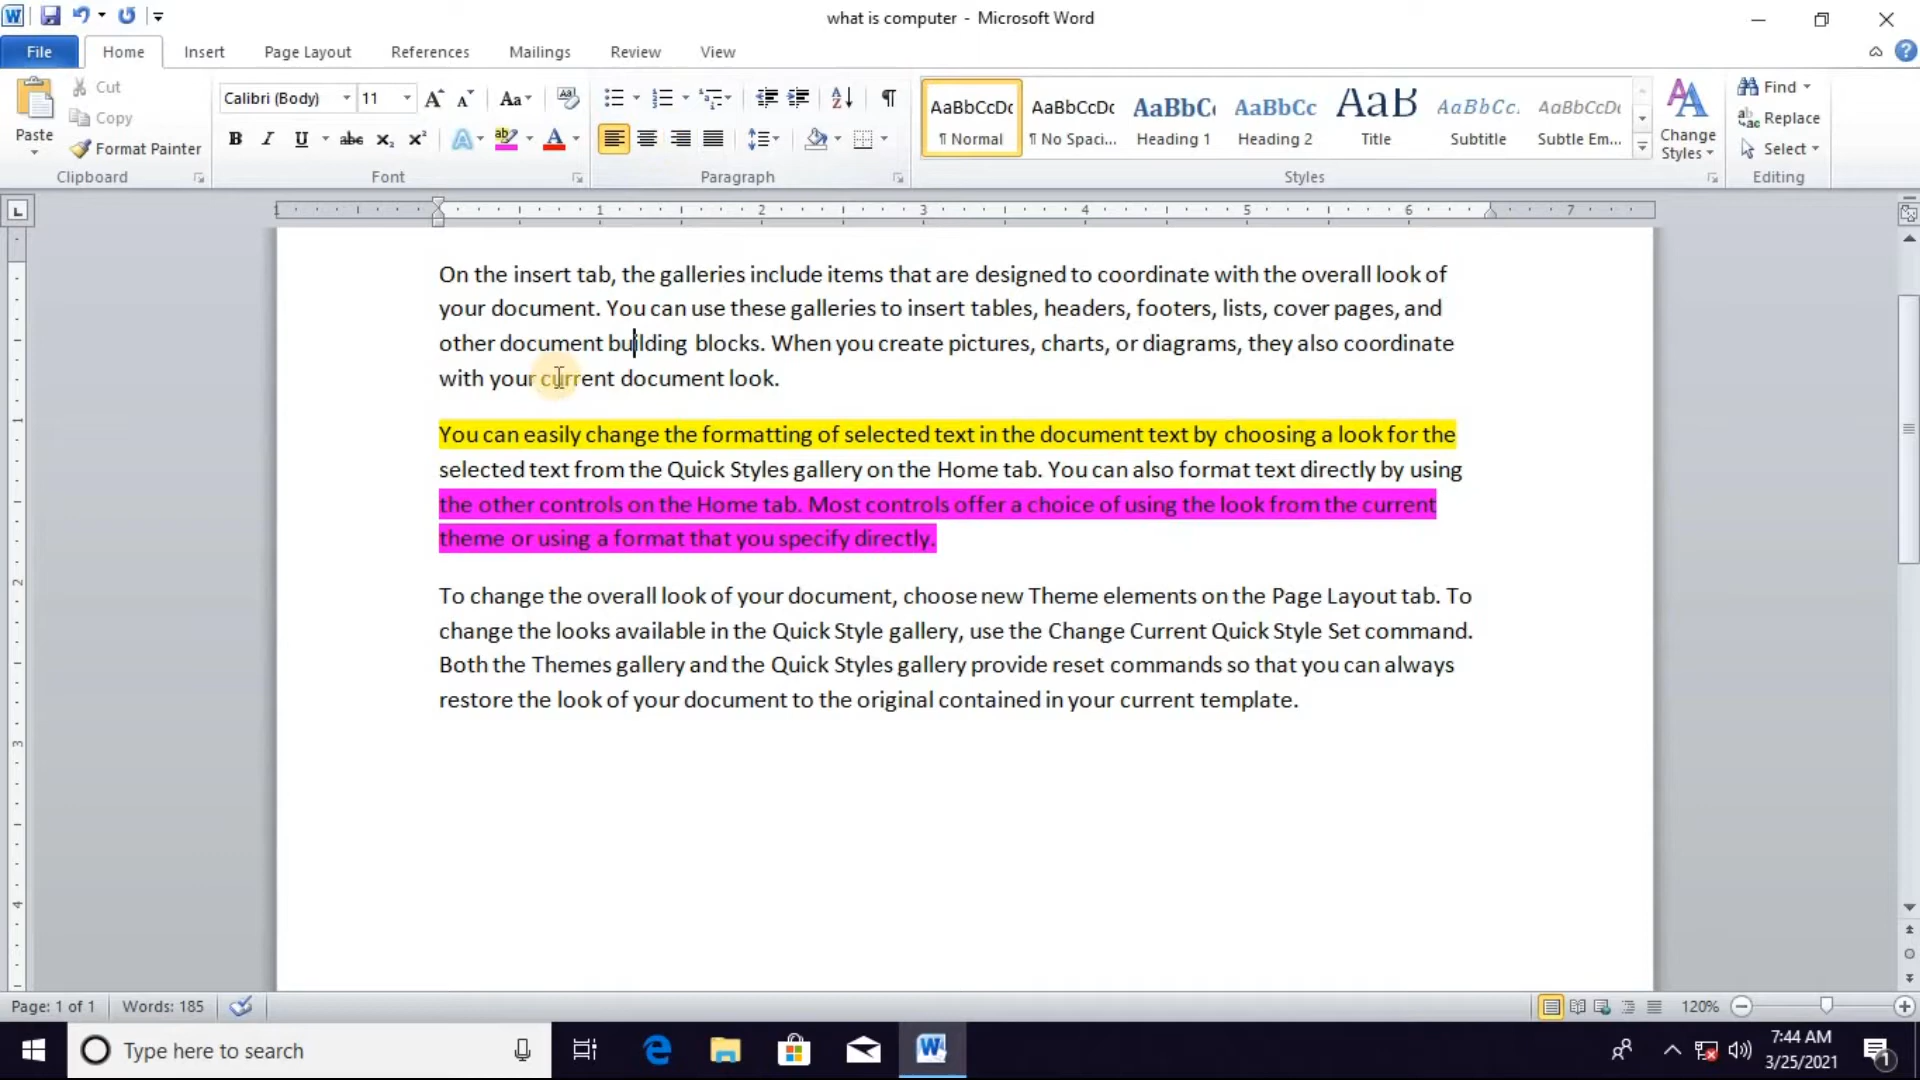 what is computer - Microsoft Word
File Home Insert Page Layout References Mailings Review View
Paste
Cut
Copy
Format Painter
Clipboard
Calibri (Body) 11
Font
Paragraph
AaBbCcDc AaBbCcDc AaBbC AaBbCc AaB AaBbCc. AaBbCcDc
¶ Normal ¶ No Spaci... Heading 1 Heading 2 Title Subtitle Subtle Em...
Styles
Change
Styles
Find
Replace
Select
Editing
1 1 2 3 4 5 6 7
On the insert tab, the galleries include items that are designed to coordinate with the overall look of
your document. You can use these galleries to insert tables, headers, footers, lists, cover pages, and
other document building blocks. When you create pictures, charts, or diagrams, they also coordinate
with your current document look.
You can easily change the formatting of selected text in the document text by choosing a look for the
selected text from the Quick Styles gallery on the Home tab. You can also format text directly by using
the other controls on the Home tab. Most controls offer a choice of using the look from the current
theme or using a format that you specify directly.
To change the overall look of your document, choose new Theme elements on the Page Layout tab. To
change the looks available in the Quick Style gallery, use the Change Current Quick Style Set command.
Both the Themes gallery and the Quick Styles gallery provide reset commands so that you can always
restore the look of your document to the original contained in your current template.
1
2
3
4
Page: 1 of 1 Words: 185 120%
Type here to search
7:44 AM
3/25/2021
1